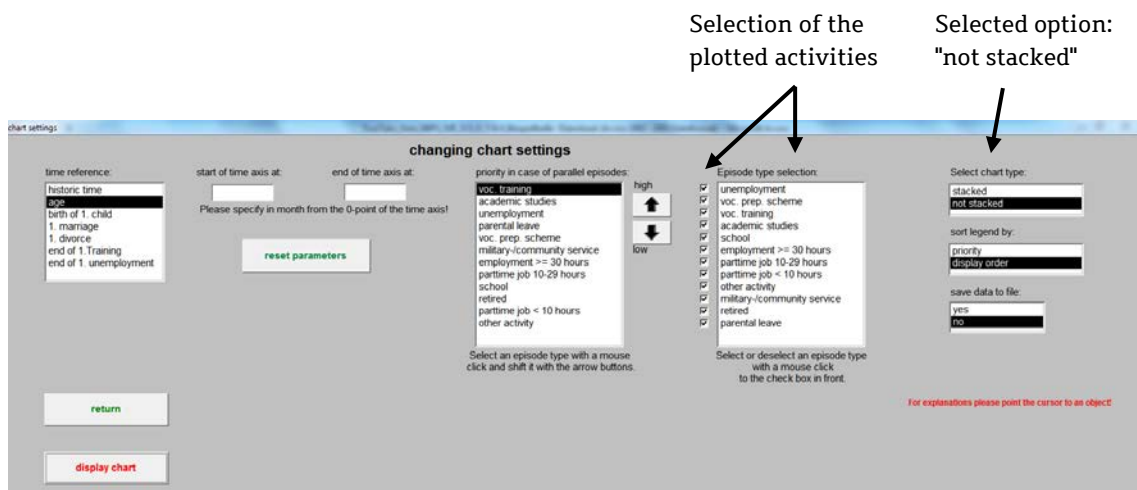 Selection of the
plotted activities
Selected option:
"not stacked"
chart settings
changing chart settings
time reference:
historic time
age
birth of 1. child
1. marriage
1. divorce
end of 1.Training
end of 1. unemployment
start of time axis at:
end of time axis at:
Please specify in month from the 0-point of the time axis!
reset parameters
priority in case of parallel episodes:
voc. training
academic studies
unemployment
parental leave
voc. prep. scheme
military-/community service
employment >= 30 hours
parttime job 10-29 hours
school
retired
parttime job < 10 hours
other activity
high
low
Select an episode type with a mouse
click and shift it with the arrow buttons.
Episode type selection:
unemployment
voc. prep. scheme
voc. training
academic studies
school
employment >= 30 hours
parttime job 10-29 hours
parttime job < 10 hours
other activity
military-/community service
retired
parental leave
Select or deselect an episode type
with a mouse click
to the check box in front.
Select chart type:
stacked
not stacked
sort legend by:
priority
display order
save data to file:
yes
no
return
display chart
For explanations please point the cursor to an object!